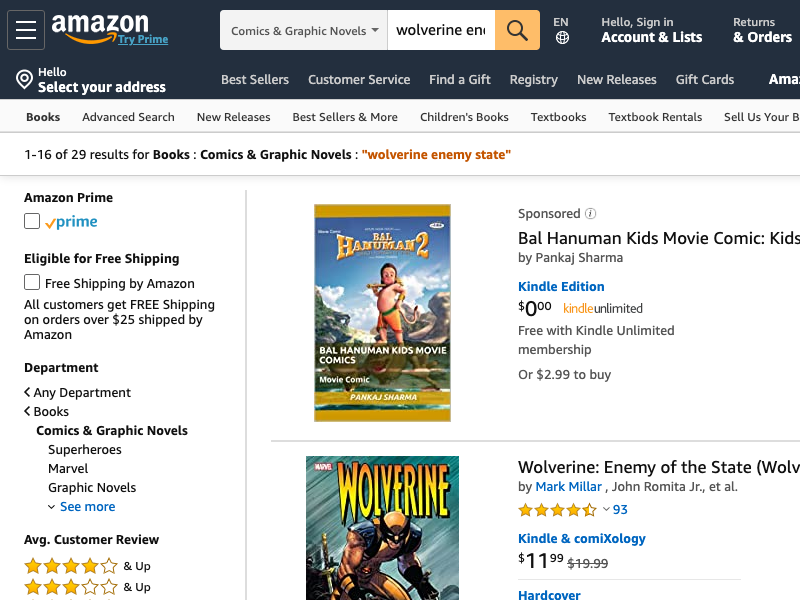 amazon
Try Prime
Comics & Graphic Novels
wolverine en
EN
Hello, Sign in
Account & Lists
Returns
& Orders
Hello
Select your address
Best Sellers
Customer Service
Find a Gift
Registry
New Releases
Gift Cards
Ama
Books
Advanced Search
New Releases
Best Sellers & More
Children's Books
Textbooks
Textbook Rentals
Sell Us Your B
1-16 of 29 results for Books : Comics & Graphic Novels : "wolverine enemy state"
Amazon Prime
prime
Eligible for Free Shipping
Free Shipping by Amazon
All customers get FREE Shipping
on orders over $25 shipped by
Amazon
Department
Any Department
Books
Comics & Graphic Novels
Superheroes
Marvel
Graphic Novels
See more
Avg. Customer Review
& Up
& Up
Movie Comic
BAL
HANUMAN 2
BAL HANUMAN KIDS MOVIE
COMICS
Movie Comic
PANKAJ SHARMA
Sponsored
Bal Hanuman Kids Movie Comic: Kids
by Pankaj Sharma
Kindle Edition
$0.00 kindleunlimited
Free with Kindle Unlimited
membership
Or $2.99 to buy
MARVEL
WOLVERINE
Wolverine: Enemy of the State (Wolv
by Mark Millar , John Romita Jr., et al.
93
Kindle & comiXology
$11.99 $19.99
Hardcover